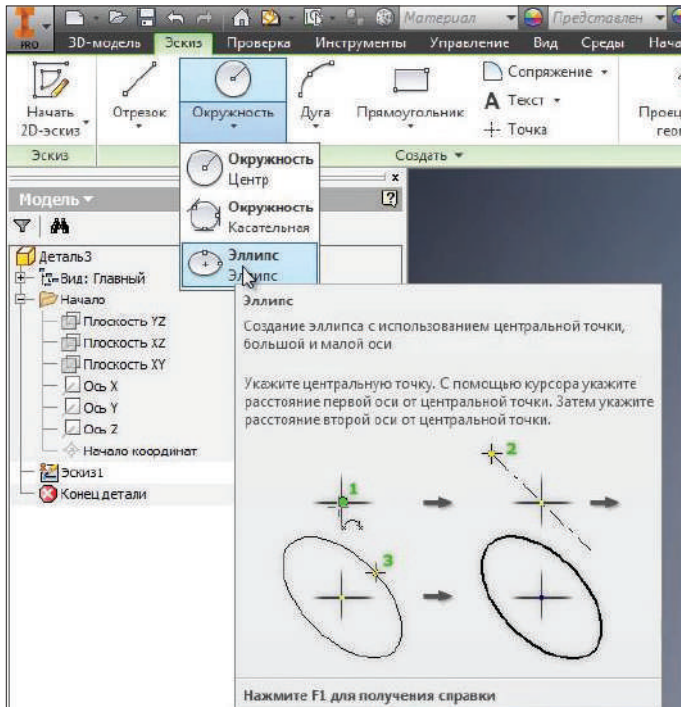 PRO
Материал
Представлен
3D-модель Эскиз Проверка Инструменты Управление Вид Среды Нача
Начать
2D-эскиз
Отрезок
Окружность
Дуга
Прямоугольник
Сопряжение
A Текст
Точка
Проец
геом
Эскиз
Создать
Окружность
Центр
Окружность
Касательная
Эллипс
Эллипс
Модель
Деталь3
Вид: Главный
Начало
Плоскость YZ
Плоскость XZ
Плоскость XY
Ось X
Ось Y
Ось Z
Начало координат
Эскиз1
Конец детали
Эллипс
Создание эллипса с использованием центральной точки,
большой и малой оси
Укажите центральную точку. С помощью курсора укажите
расстояние первой оси от центральной точки. Затем укажите
расстояние второй оси от центральной точки.
1
2
3
Нажмите F1 для получения справки